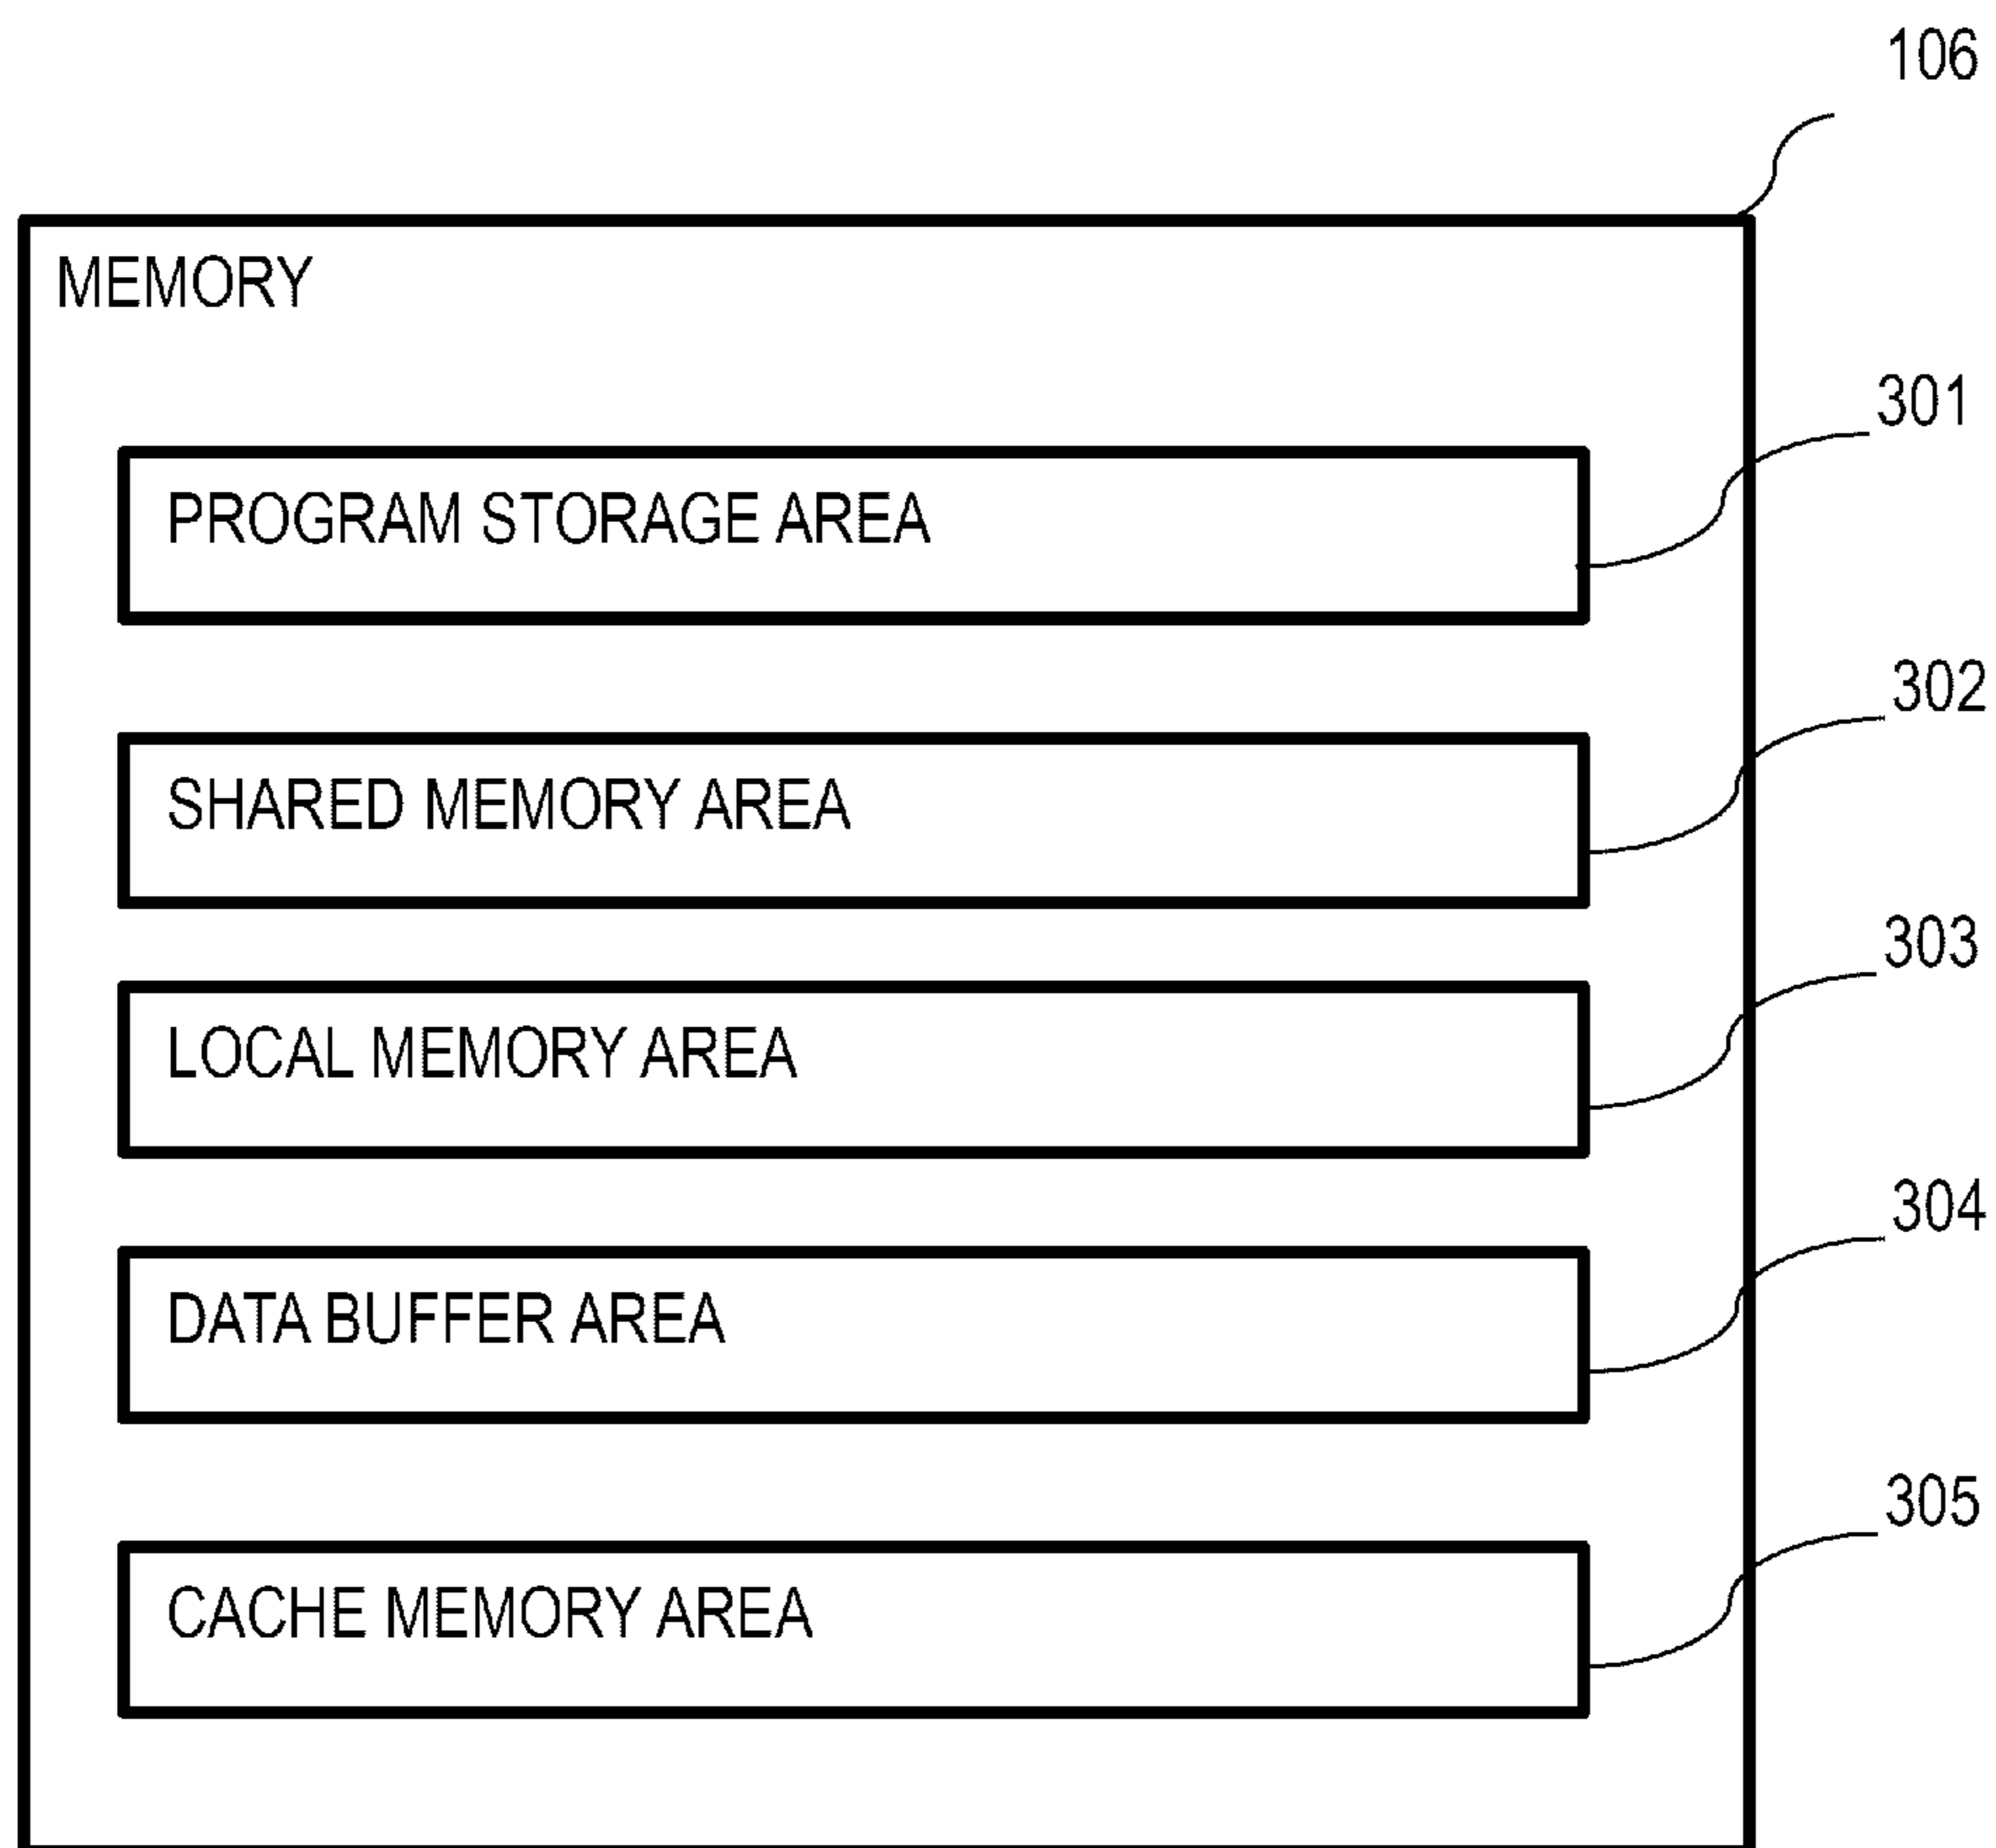 106
MEMORY
301
PROGRAM STORAGE AREA
302
SHARED MEMORY AREA
303
LOCAL MEMORY AREA
304
DATA BUFFER AREA
305
CACHE MEMORY AREA